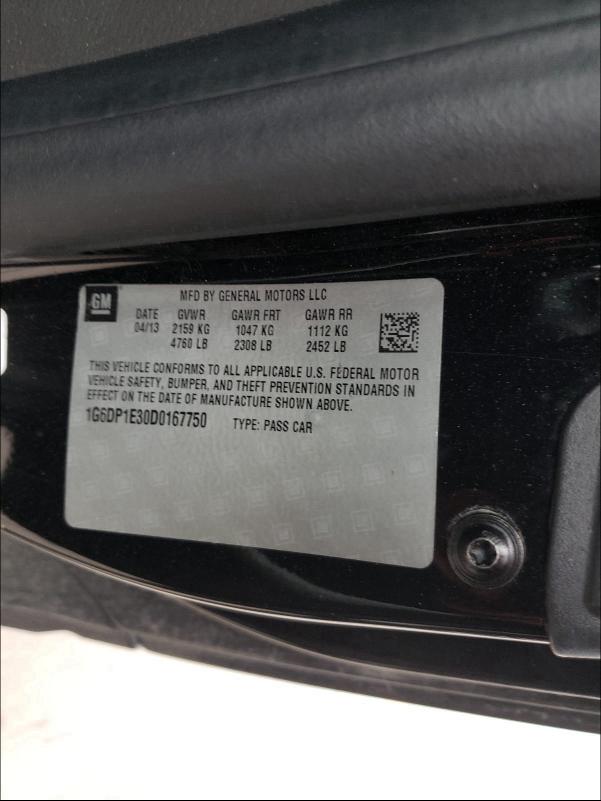 GM
MFD BY GENERAL MOTORS LLC
DATE GVWR GAWR FRT GAWR RR
04/13 2159 KG 1047 KG 1112 KG
4760 LB 2308 LB 2452 LB
THIS VEHICLE CONFORMS TO ALL APPLICABLE U.S. FEDERAL MOTOR
VEHICLE SAFETY, BUMPER, AND THEFT PREVENTION STANDARDS IN
EFFECT ON THE DATE OF MANUFACTURE SHOWN ABOVE.
1G6DP1E30D0167750 TYPE: PASS CAR